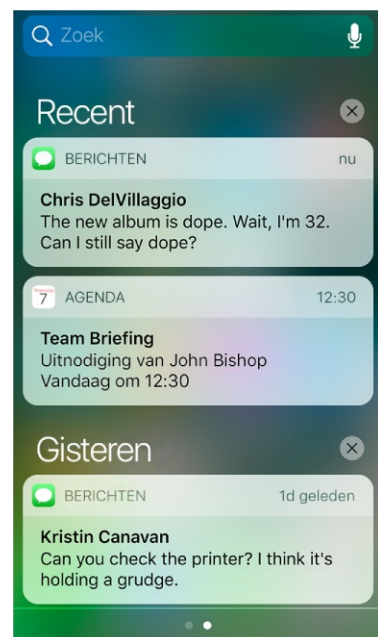 Zoek
Recent
BERICHTEN nu
Chris DelVillaggio
The new album is dope. Wait, I'm 32.
Can I still say dope?
7 AGENDA 12:30
Team Briefing
Uitnodiging van John Bishop
Vandaag om 12:30
Gisteren
BERICHTEN 1d geleden
Kristin Canavan
Can you check the printer? I think it's
holding a grudge.